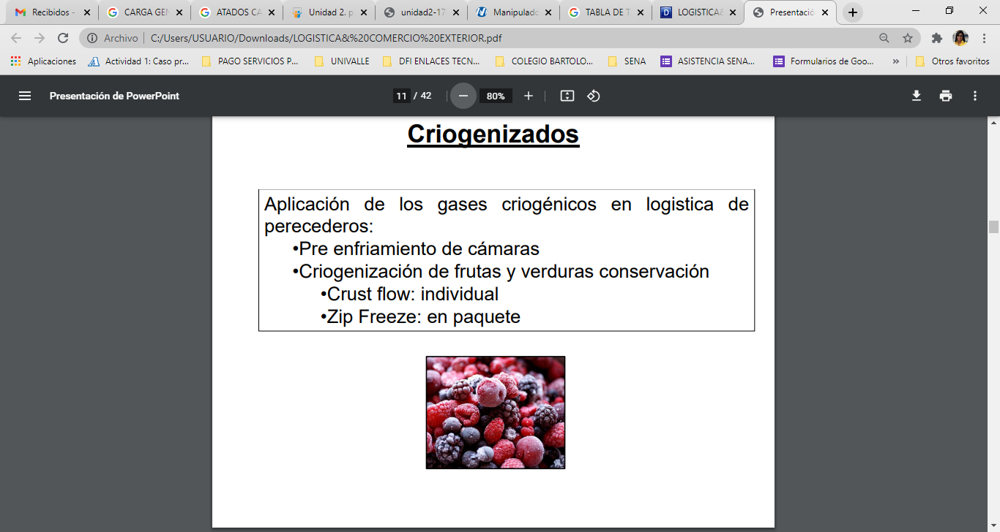 Recibidos -
CARGA GEN
ATADOS CA
Unidad 2. p
unidad2-17
Manipulado
TABLA DE T
LOGISTICA&
Presentació
Archivo
C:/Users/USUARIO/Downloads/LOGISTICA&%20COMERCIO%20EXTERIOR.pdf
Aplicaciones
Actividad 1: Caso pr...
PAGO SERVICIOS P...
UNIVALLE
DFI ENLACES TECN...
COLEGIO BARTOLO...
SENA
ASISTENCIA SENA...
Formularios de Goo...
»
Otros favoritos
Presentación de PowerPoint
11 / 42
80%
Criogenizados
Aplicación de los gases criogénicos en logistica de
perecederos:
•Pre enfriamiento de cámaras
•Criogenización de frutas y verduras conservación
•Crust flow: individual
•Zip Freeze: en paquete